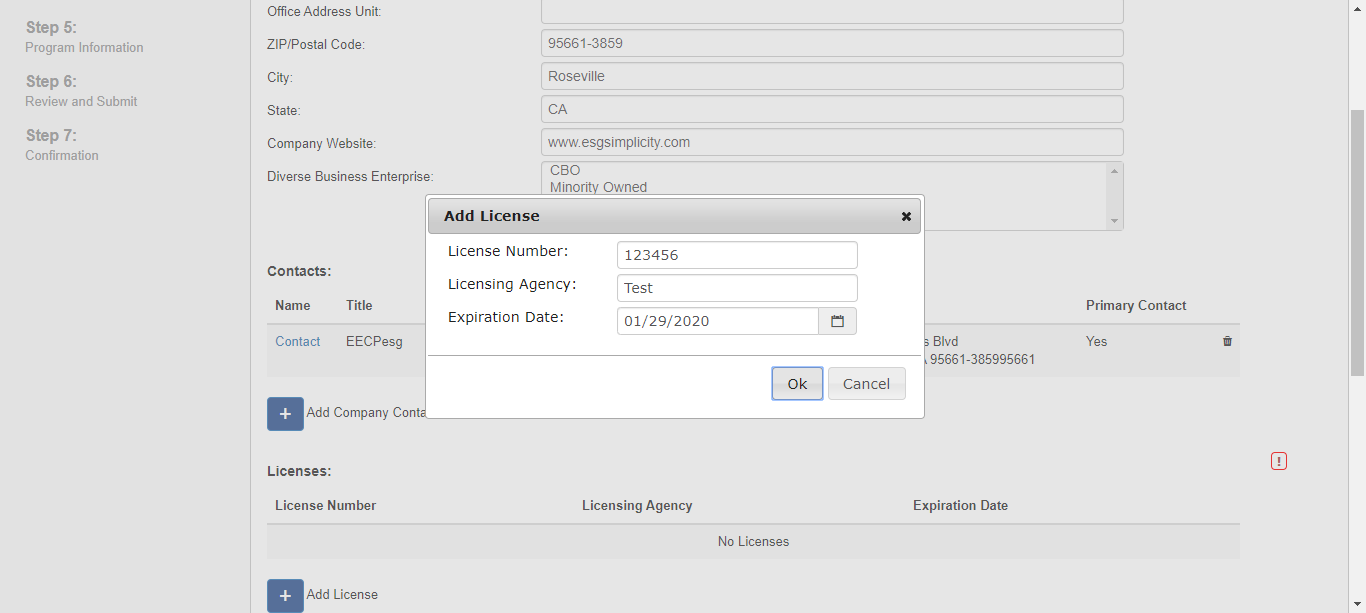 Step 5:
Program Information
Step 6:
Review and Submit
Step 7:
Confirmation
Office Address Unit:
ZIP/Postal Code: 95661-3859
City: Roseville
State: CA
Company Website: www.esgsimplicity.com
Diverse Business Enterprise: CBO
Minority Owned
Add License
License Number: 123456
Licensing Agency: Test
Expiration Date: 01/29/2020
Ok Cancel
Contacts:
Name Title Primary Contact
Contact EECPesg s Blvd Yes
95661-385995661
+ Add Company Conta
Licenses:
!
License Number Licensing Agency Expiration Date
No Licenses
+ Add License